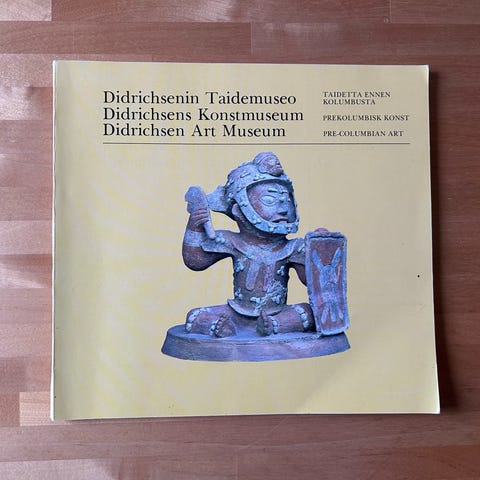 Didrichsenin Taidemuseo
Didrichsens Konstmuseum
Didrichsen Art Museum
TAIDETTA ENNEN
KOLUMBUSTA
PREKOLUMBISK KONST
PRE-COLUMBIAN ART